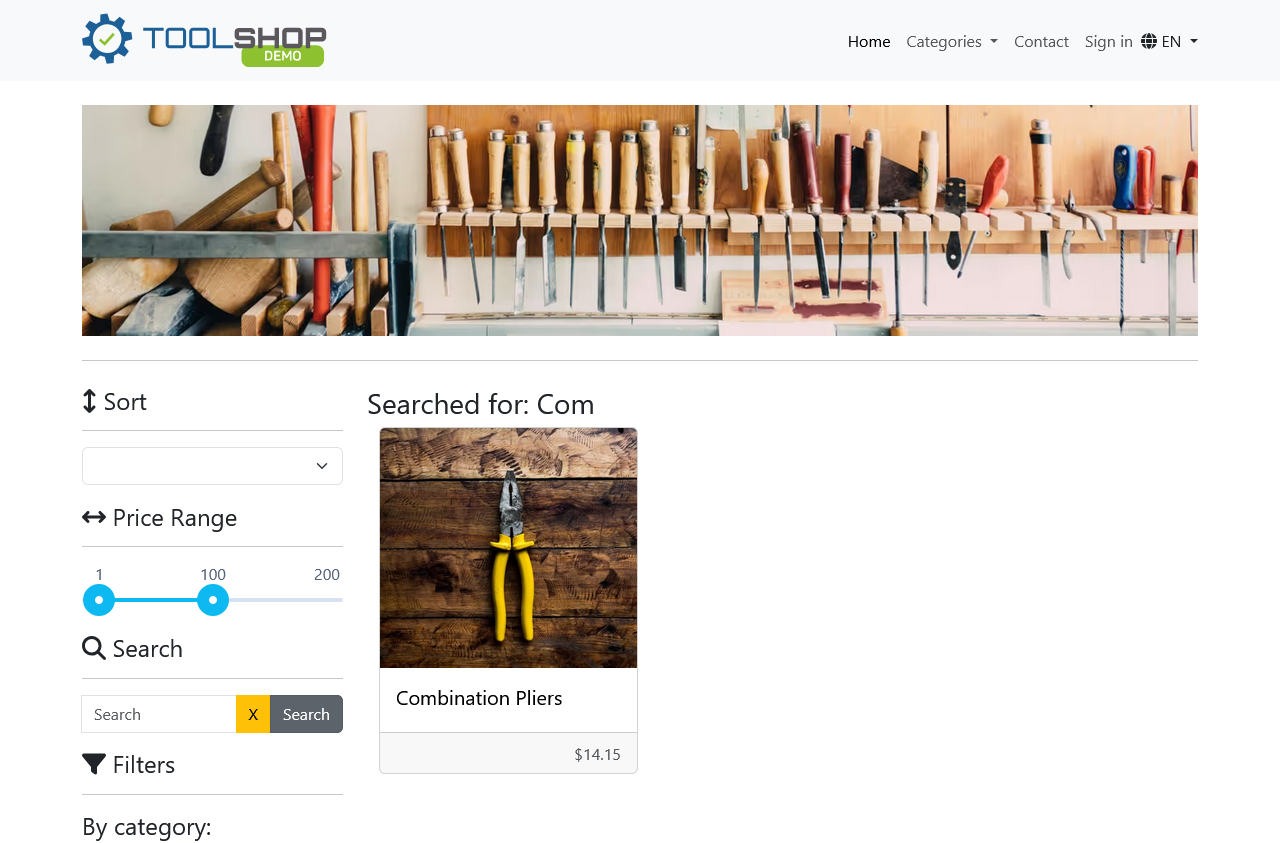 TOOLSHOP
DEMO
Home Categories Contact Sign in EN
Sort
Price Range
1 100 200
Search
Search X Search
Filters
By category:
Searched for: Com
Combination Pliers
$14.15